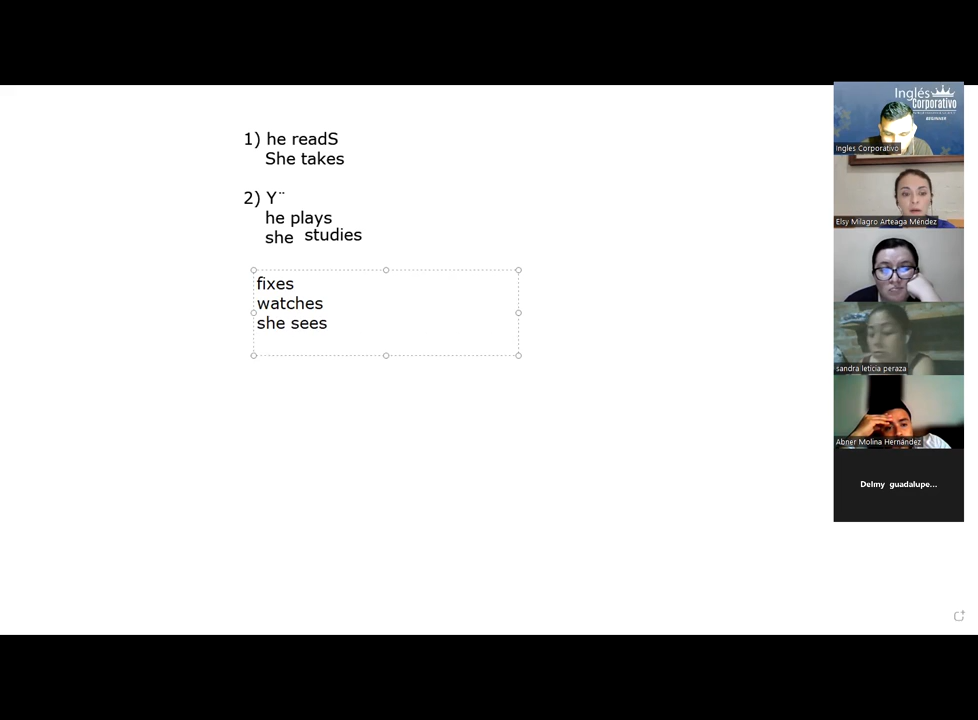 1) he readS
She takes
2) Y¨
he plays
she studies
fixes
watches
she sees
Inglés
Corporativo
BEGINNER
Ingles Corporativo
Elsy Milagro Arteaga Méndez
sandra leticia peraza
Abner Molina Hernández
Delmy guadalupe...